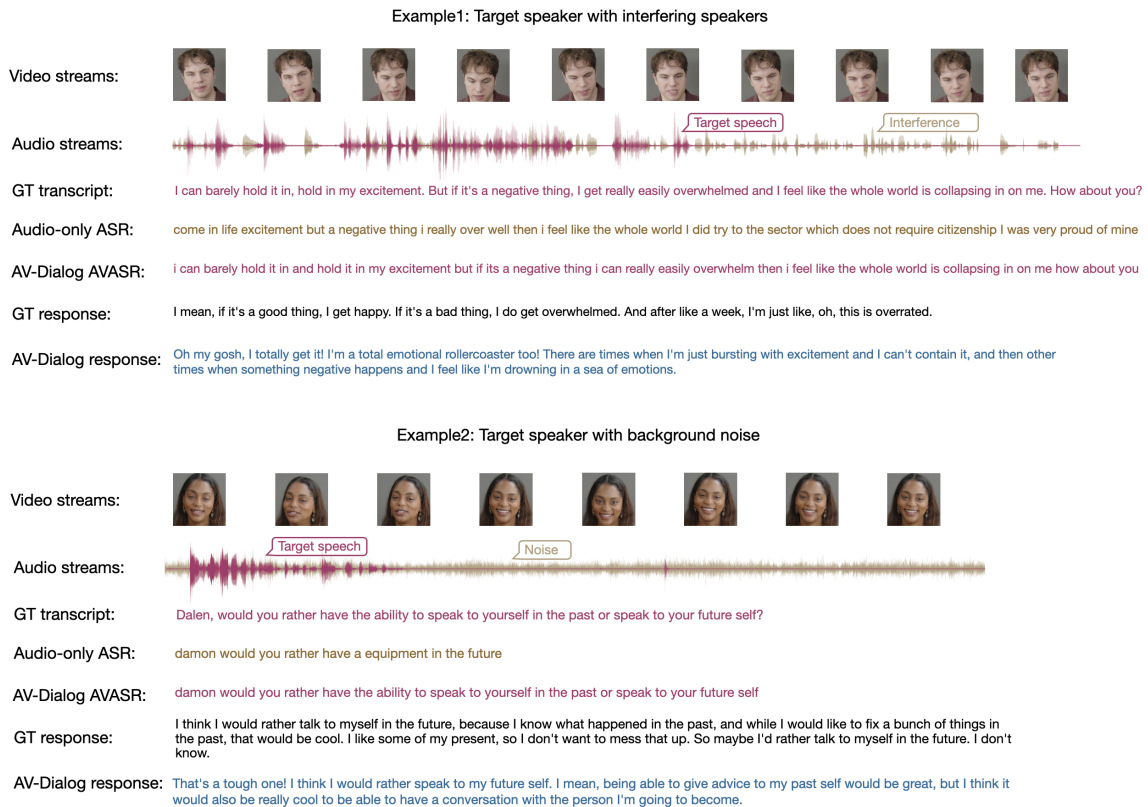 Example1: Target speaker with interfering speakers
Video streams:
Target speech
Interference
Audio streams:
GT transcript:
I can barely hold it in, hold in my excitement. But if it's a negative thing, I get really easily overwhelmed and I feel like the whole world is collapsing in on me. How about you?
Audio-only ASR:
come in life excitement but a negative thing i really over well then i feel like the whole world I did try to the sector which does not require citizenship I was very proud of mine
AV-Dialog AVASR:
i can barely hold it in and hold it in my excitement but if its a negative thing i can really easily overwhelm then i feel like the whole world is collapsing in on me how about you
GT response:
I mean, if it's a good thing, I get happy. If it's a bad thing, I do get overwhelmed. And after like a week, I'm just like, oh, this is overrated.
AV-Dialog response:
Oh my gosh, I totally get it! I'm a total emotional rollercoaster too! There are times when I'm just bursting with excitement and I can't contain it, and then other
times when something negative happens and I feel like I'm drowning in a sea of emotions.
Example2: Target speaker with background noise
Video streams:
Target speech
Noise
Audio streams:
GT transcript:
Dalen, would you rather have the ability to speak to yourself in the past or speak to your future self?
Audio-only ASR:
damon would you rather have a equipment in the future
AV-Dialog AVASR:
damon would you rather have the ability to speak to yourself in the past or speak to your future self
GT response:
I think I would rather talk to myself in the future, because I know what happened in the past, and while I would like to fix a bunch of things in
the past, that would be cool. I like some of my present, so I don't want to mess that up. So maybe I'd rather talk to myself in the future. I don't
know.
AV-Dialog response:
That's a tough one! I think I would rather speak to my future self. I mean, being able to give advice to my past self would be great, but I think it
would also be really cool to be able to have a conversation with the person I'm going to become.